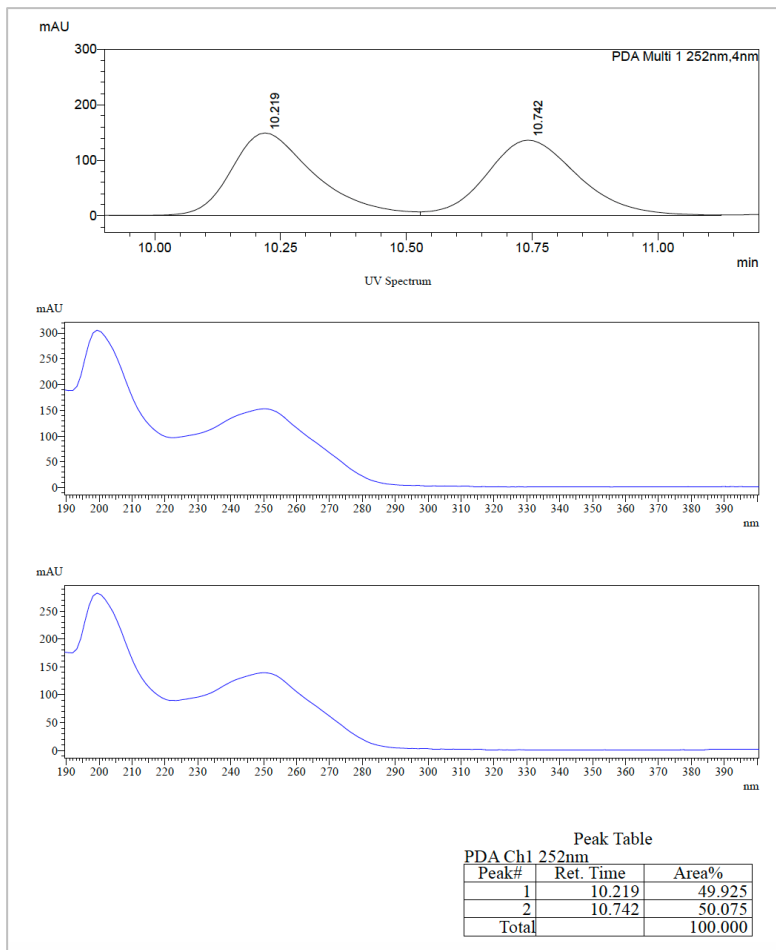 mAU
300
PDA Multi 1 252nm,4nm
10.219
10.742
200
100
0
10.00 10.25 10.50 10.75 11.00
min
UV Spectrum
mAU
300
250
200
150
100
50
0
190 200 210 220 230 240 250 260 270 280 290 300 310 320 330 340 350 360 370 380 390
nm
mAU
250
200
150
100
50
0
190 200 210 220 230 240 250 260 270 280 290 300 310 320 330 340 350 360 370 380 390
nm
Peak Table
PDA Ch1 252nm
Peak# Ret. Time Area%
1 10.219 49.925
2 10.742 50.075
Total 100.000